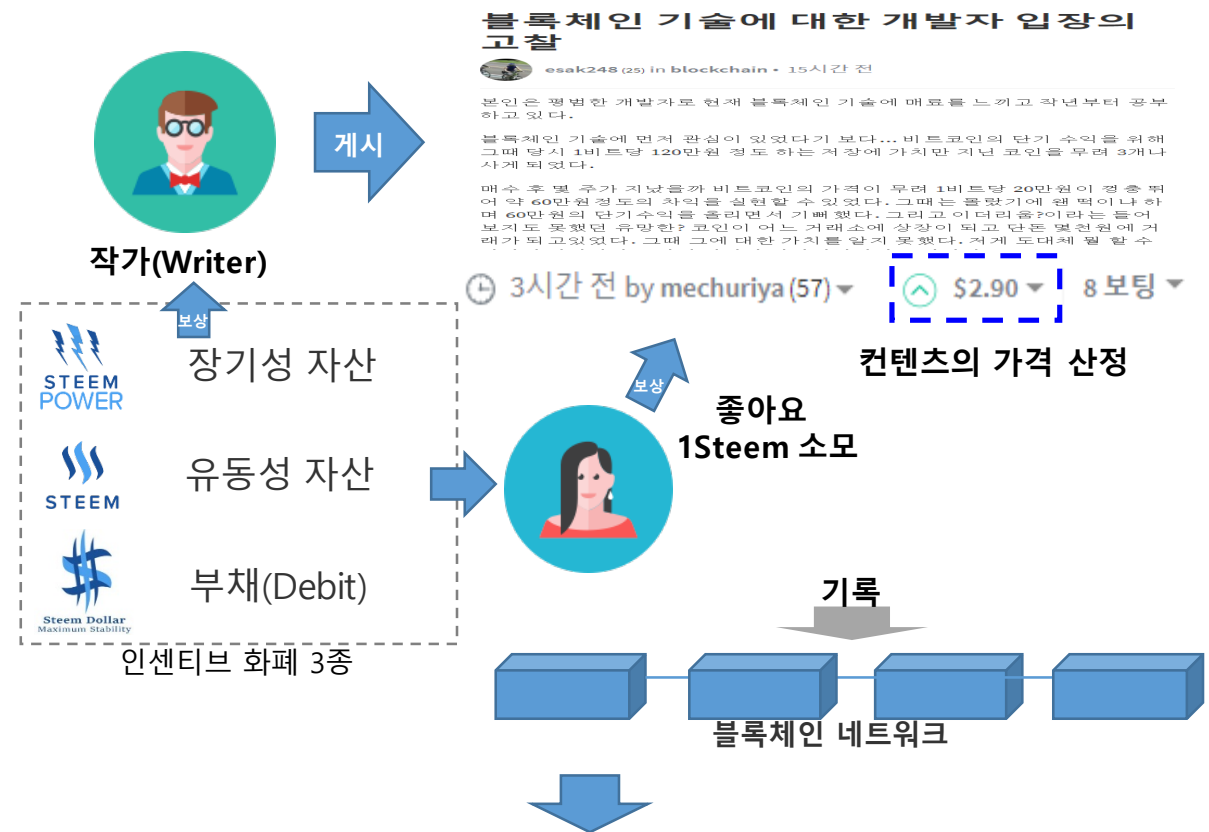 블록체인 기술에 대한 개발자 입장의
고찰
esak248 (25) in blockchain • 15시간 전
본인은 평범한 개발자로 현재 블록체인 기술에 매료를 느끼고 작년부터 공부
하고 있다.
블록체인 기술에 먼저 관심이 있었다기 보다... 비트코인의 단기 수익을 위해
그때 당시 1비트당 120만원 정도 하는 저장에 가치만 지닌 코인을 무려 3개나
사게 되었다.
매수 후 몇 주가 지났을까 비트코인의 가격이 무려 1비트당 20만원이 껑충 뛰
어 약 60만원정도의 차익을 실현할 수 있었다. 그때는 몰랐기에 왠 떡이냐 하
며 60만원의 단기수익을 올리면서 기뻐했다. 그리고 이더리움?이라는 들어
보지도 못했던 유망한? 코인이 어느 거래소에 상장이 되고 단돈 몇천원에 거
래가 되고있었다. 그때 그에 대한 가치를 알지 못했다. 저게 도대체 뭘 할 수
게시
작가(Writer)
3시간 전 by mechuriya (57)
$2.90
8 보팅
컨텐츠의 가격 산정
보상
STEEM
POWER
장기성 자산
STEEM
유동성 자산
Steem Dollar
Maximum Stability
부채(Debit)
인센티브 화폐 3종
보상
좋아요
1Steem 소모
기록
블록체인 네트워크